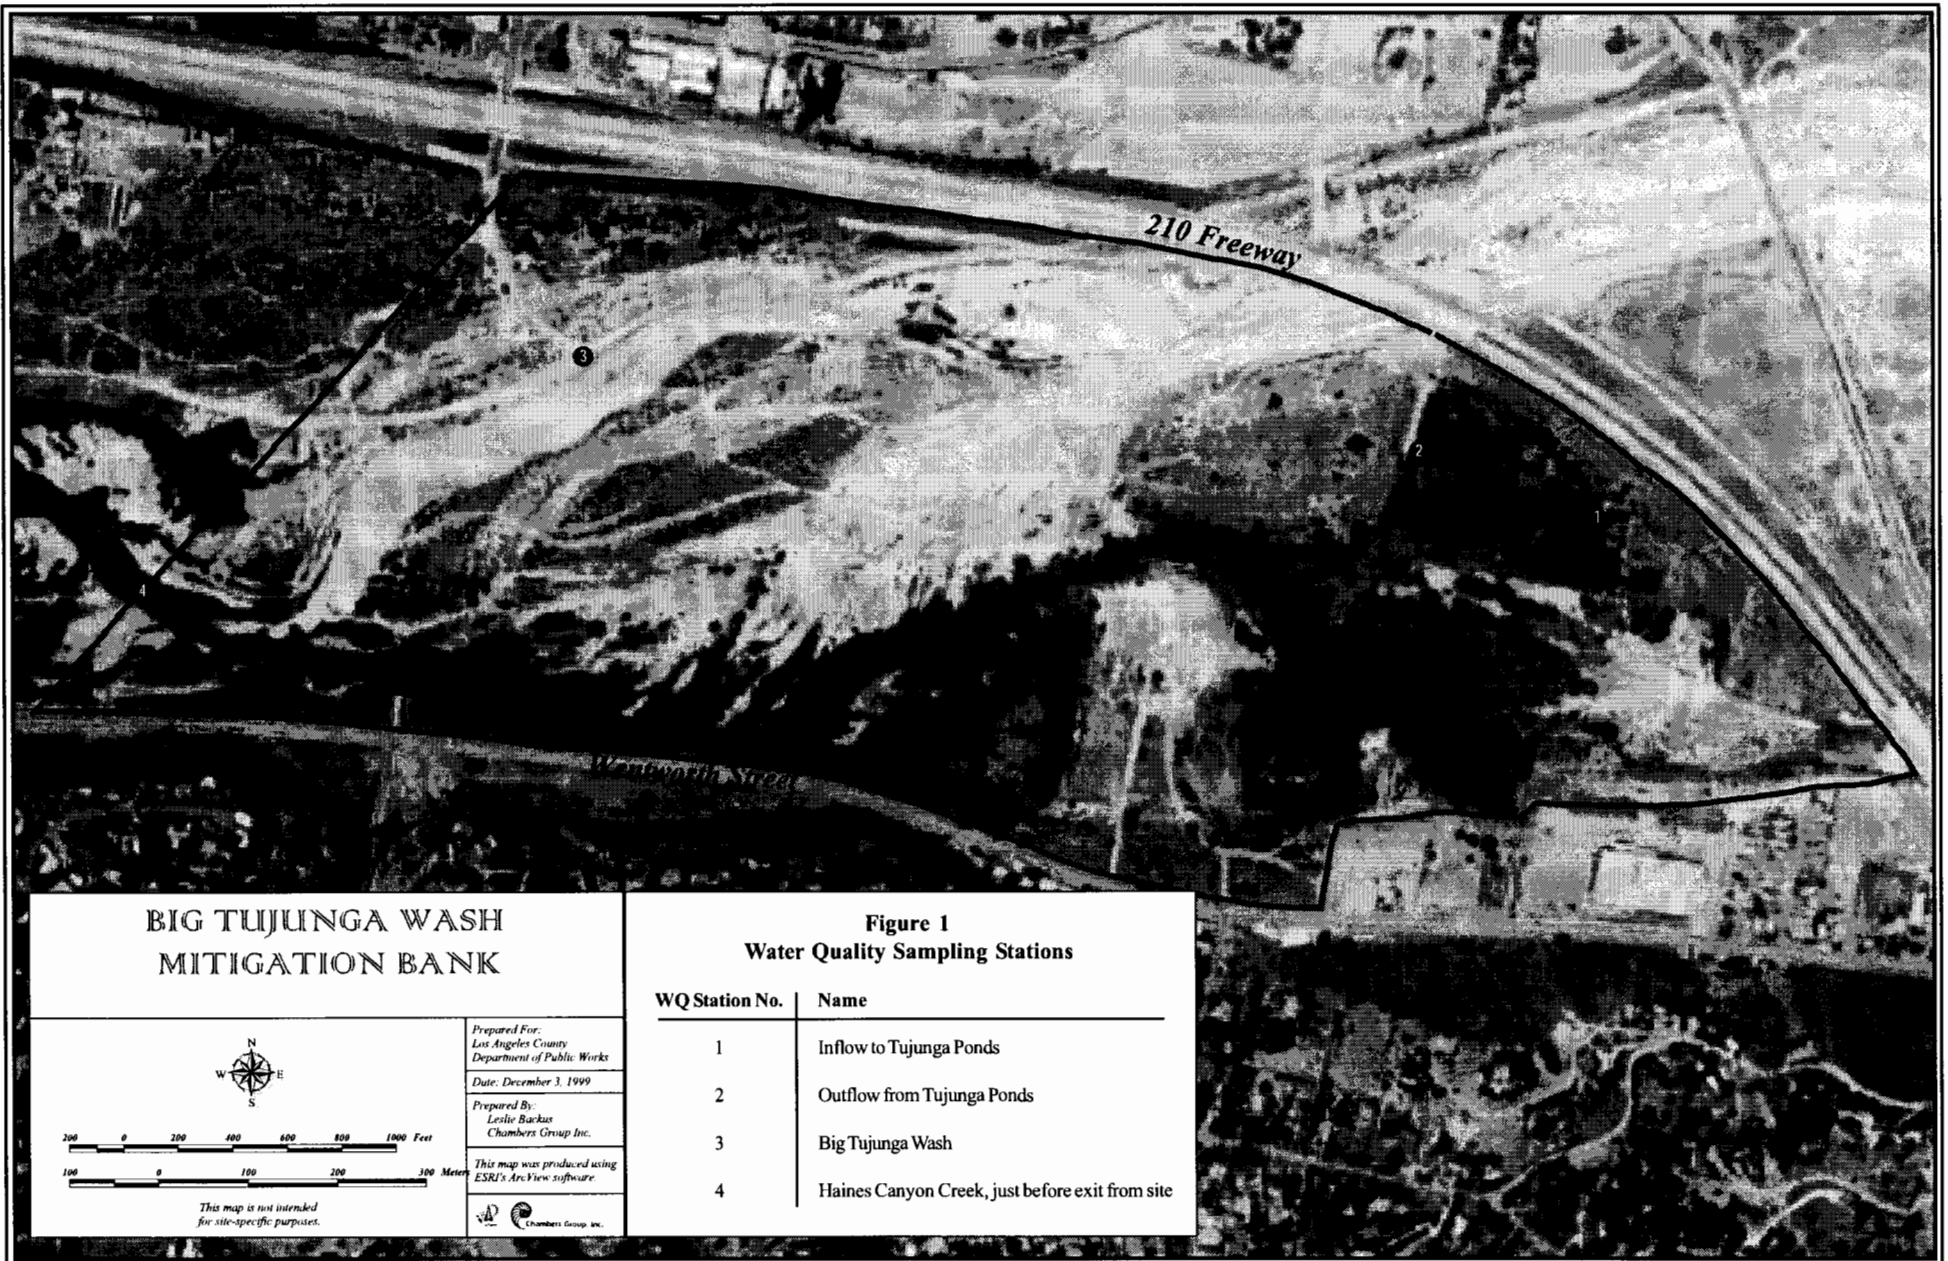 210 Freeway
3
2
1
4
Wentworth Street
BIG TUJUNGA WASH
MITIGATION BANK
N
W E
S
200 0 200 400 600 800 1000 Feet
100 0 100 200 300 Meters
This map is not intended
for site-specific purposes.
Prepared For:
Los Angeles County
Department of Public Works
Date: December 3, 1999
Prepared By:
Leslie Backus
Chambers Group Inc.
This map was produced using
ESRI's ArcView software.
Chambers Group, Inc.
Figure 1
Water Quality Sampling Stations
WQ Station No. Name
1 Inflow to Tujunga Ponds
2 Outflow from Tujunga Ponds
3 Big Tujunga Wash
4 Haines Canyon Creek, just before exit from site